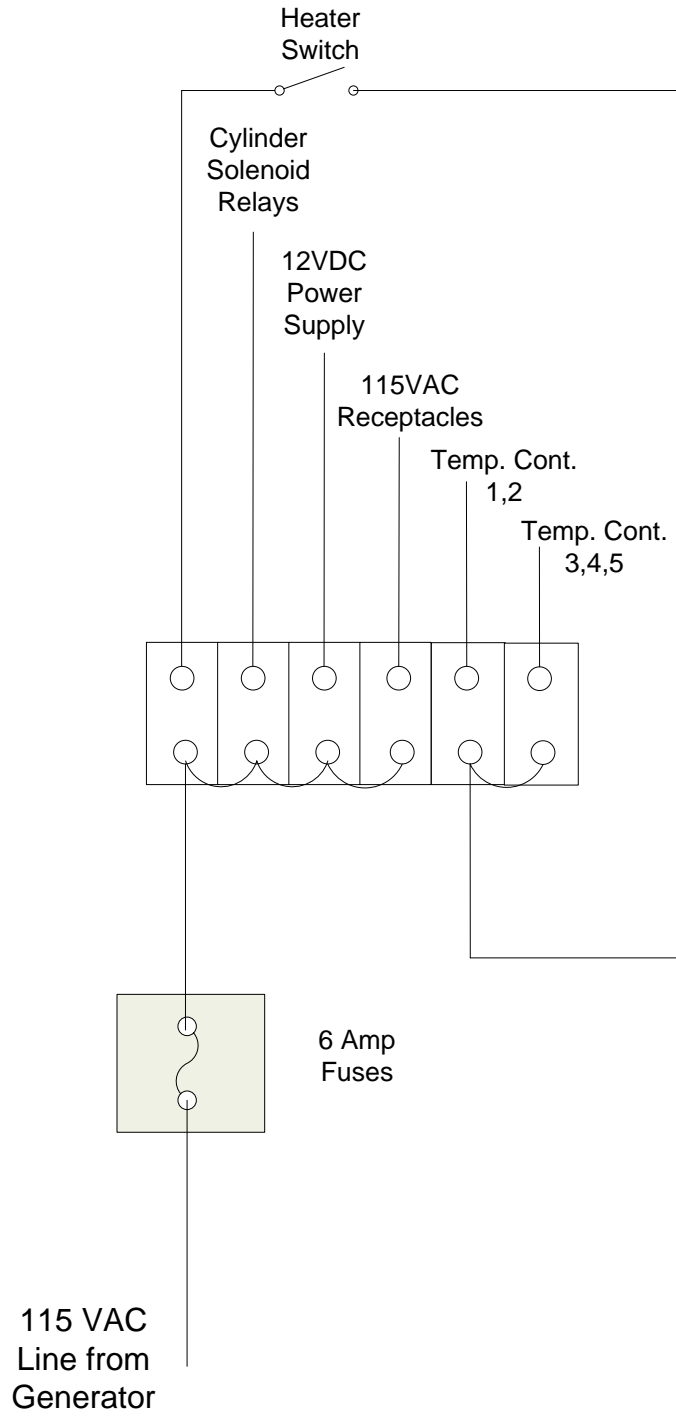 Heater
Switch
Cylinder
Solenoid
Relays
12VDC
Power
Supply
115VAC
Receptacles
Temp. Cont.
1,2
Temp. Cont.
3,4,5
6 Amp
Fuses
115 VAC
Line from
Generator